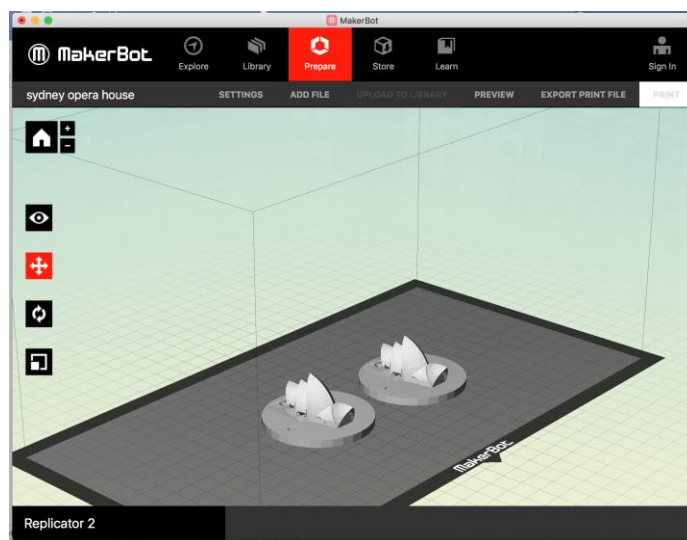 MakerBot
MakerBot
Explore
Library
Prepare
Store
Learn
Sign In
sydney opera house
SETTINGS
ADD FILE
UPLOAD TO LIBRARY
PREVIEW
EXPORT PRINT FILE
PRINT
MakerBot
Replicator 2